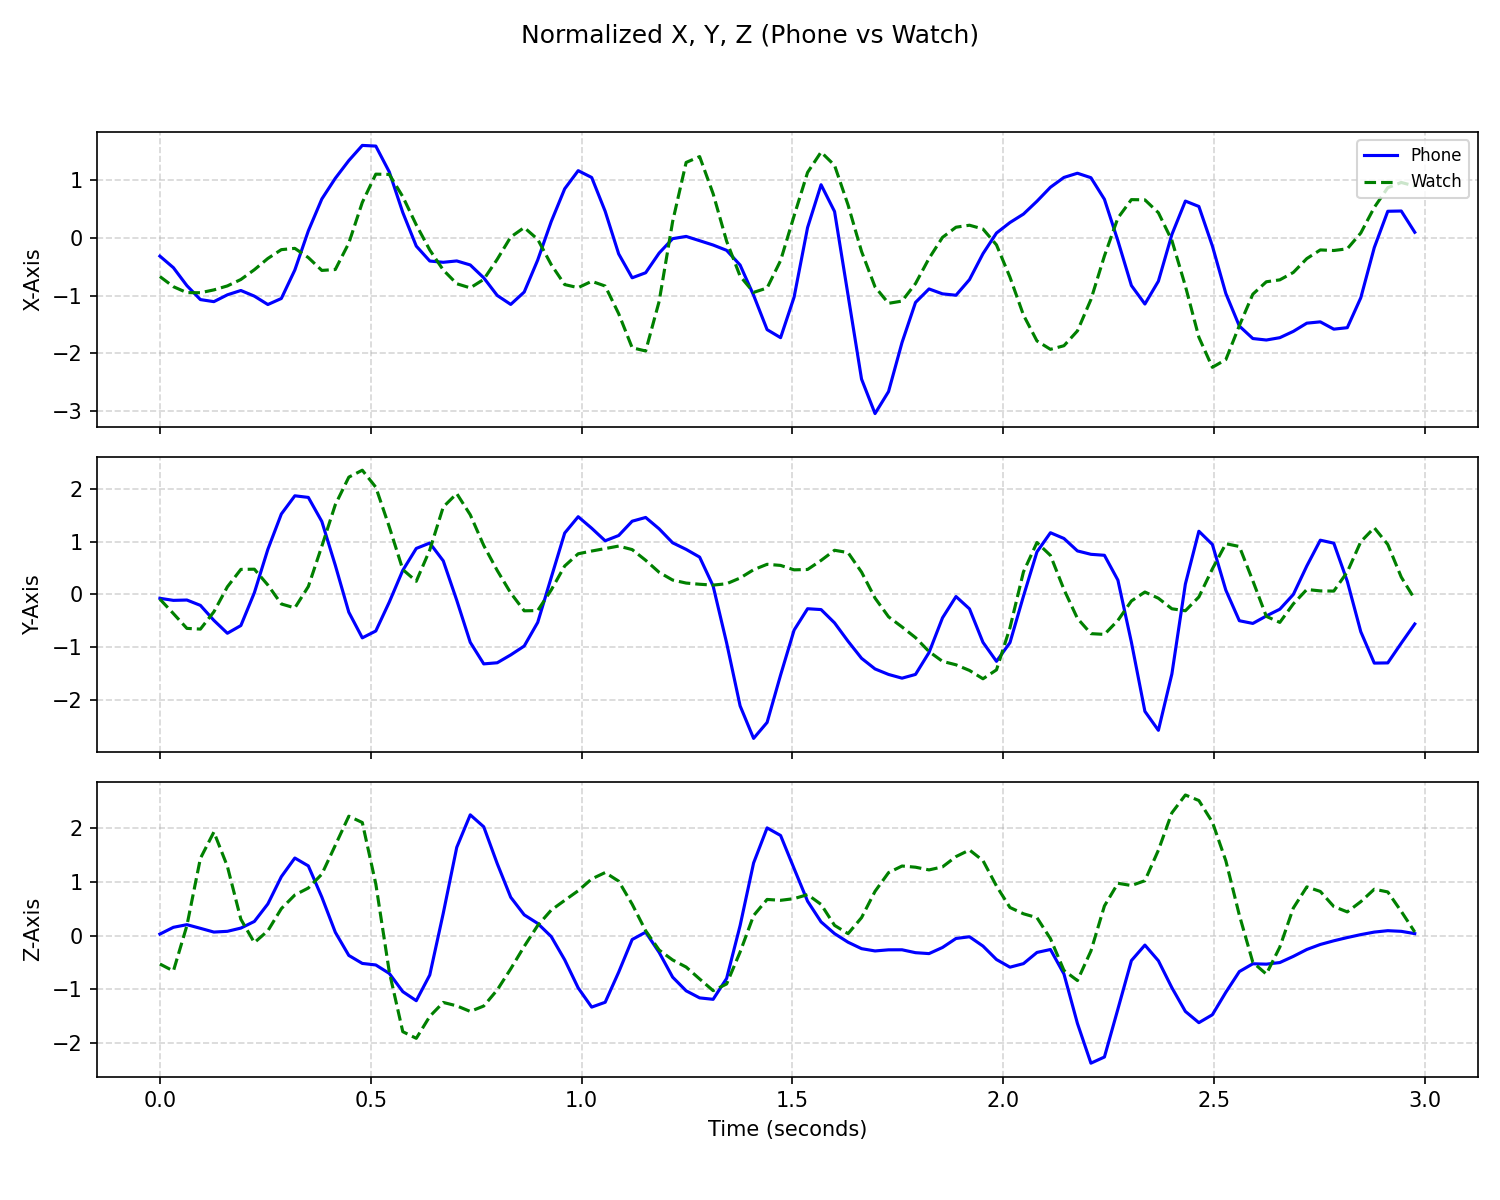 Normalized X, Y, Z (Phone vs Watch)
Phone
Watch
X-Axis
1
0
−1
−2
−3
Y-Axis
2
1
0
−1
−2
Z-Axis
2
1
0
−1
−2
0.0 0.5 1.0 1.5 2.0 2.5 3.0
Time (seconds)